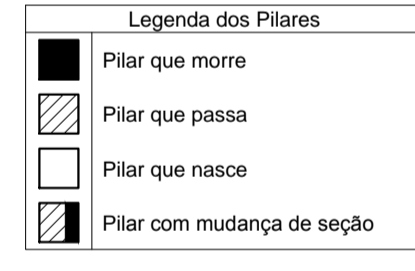 Legenda dos Pilares
Pilar que morre
Pilar que passa
Pilar que nasce
Pilar com mudança de seção